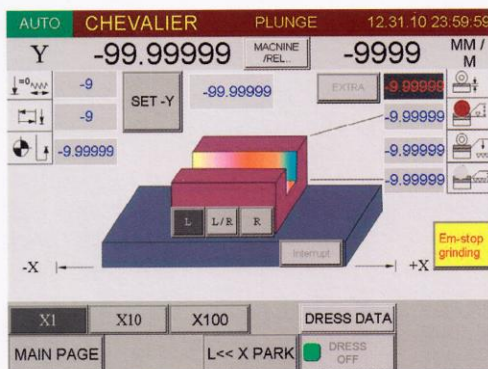 AUTO CHEVALIER PLUNGE 12.31.10 23:59:59
Y -99.99999 MACNINE /REL.. -9999 MM / M
-9 SET -Y -99.99999 EXTRA -9.99999
-9 -9.99999
-9.99999 -9.99999
-9.99999
L L/R R
Interrupt
Em-stop
grinding
-X +X
X1 X10 X100 DRESS DATA
MAIN PAGE L<< X PARK DRESS
OFF